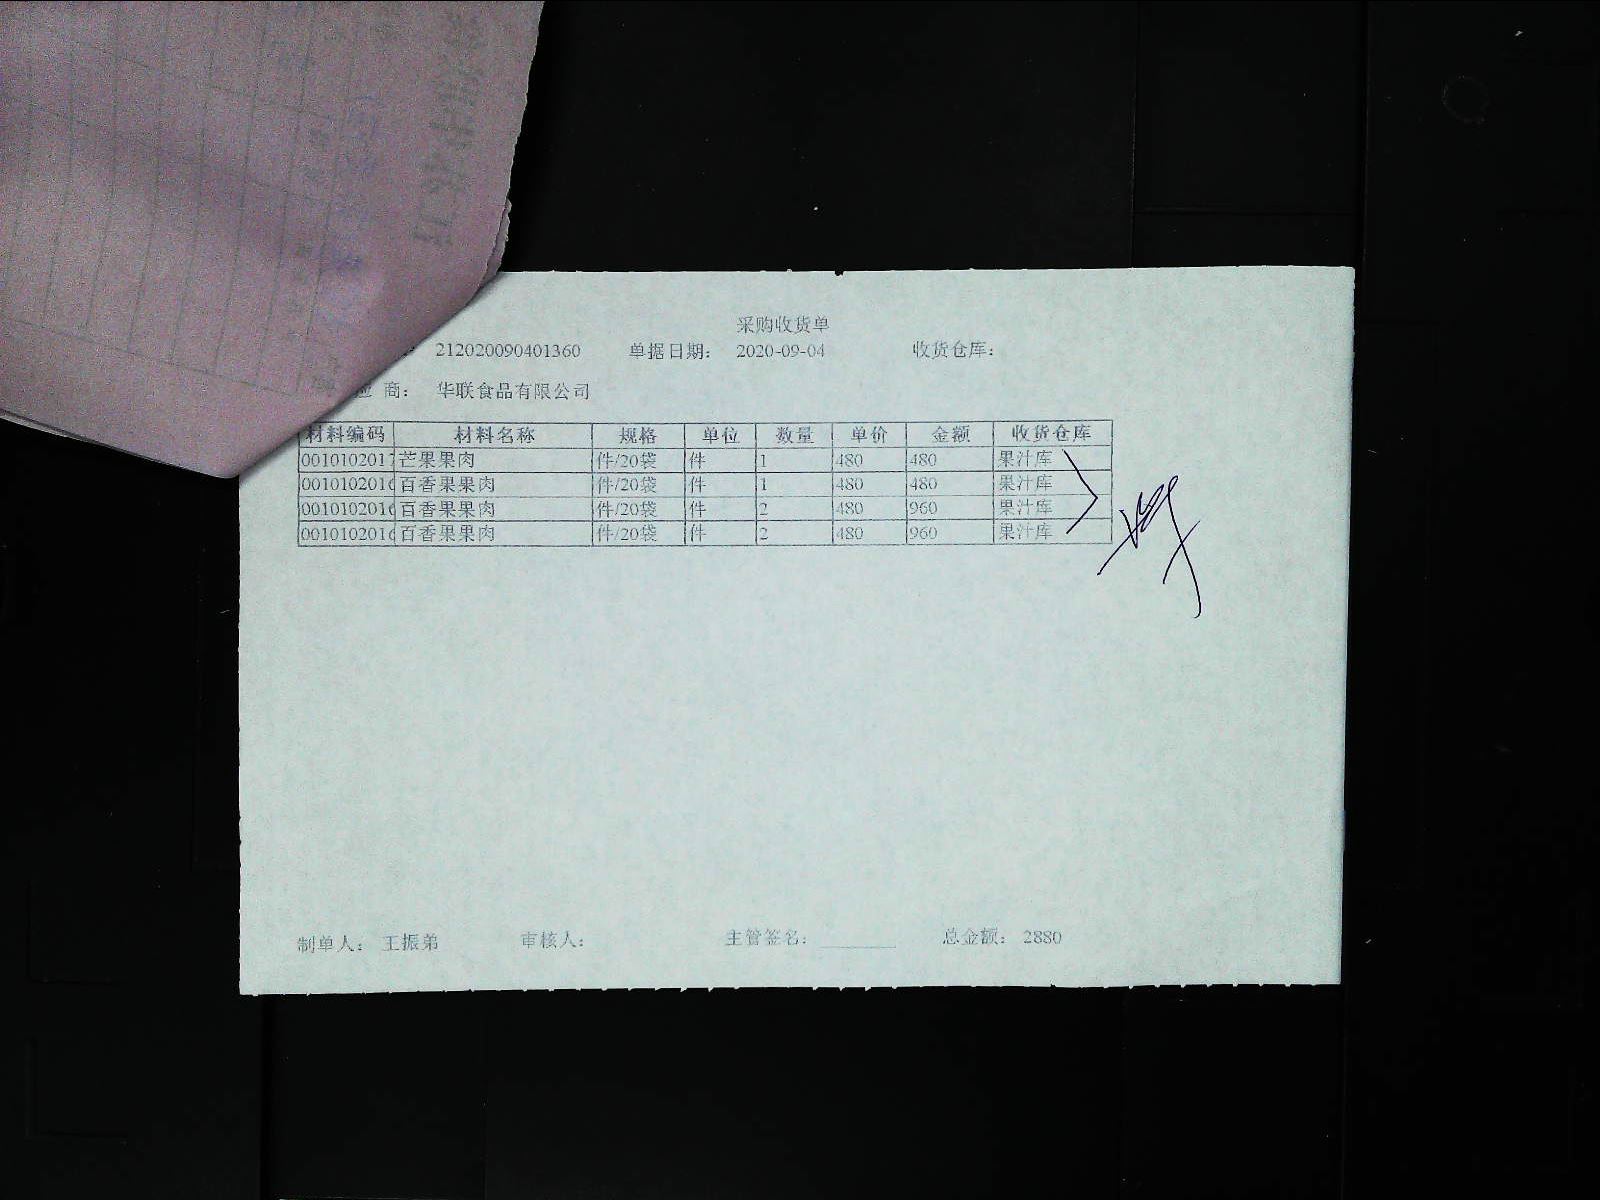 采购收货单
212020090401360 单据日期： 2020-09-04 收货仓库：
应 商： 华联食品有限公司
材料编码 材料名称 规格 单位 数量 单价 金额 收货仓库
0010102017 芒果果肉 件/20袋 件 1 480 480 果汁库
001010201 百香果果肉 件/20袋 件 1 480 480 果汁库
001010201 百香果果肉 件/20袋 件 2 480 960 果汁库
001010201 百香果果肉 件/20袋 件 2 480 960 果汁库
制单人： 王振弟 审核人： 主管签名： 总金额： 2880